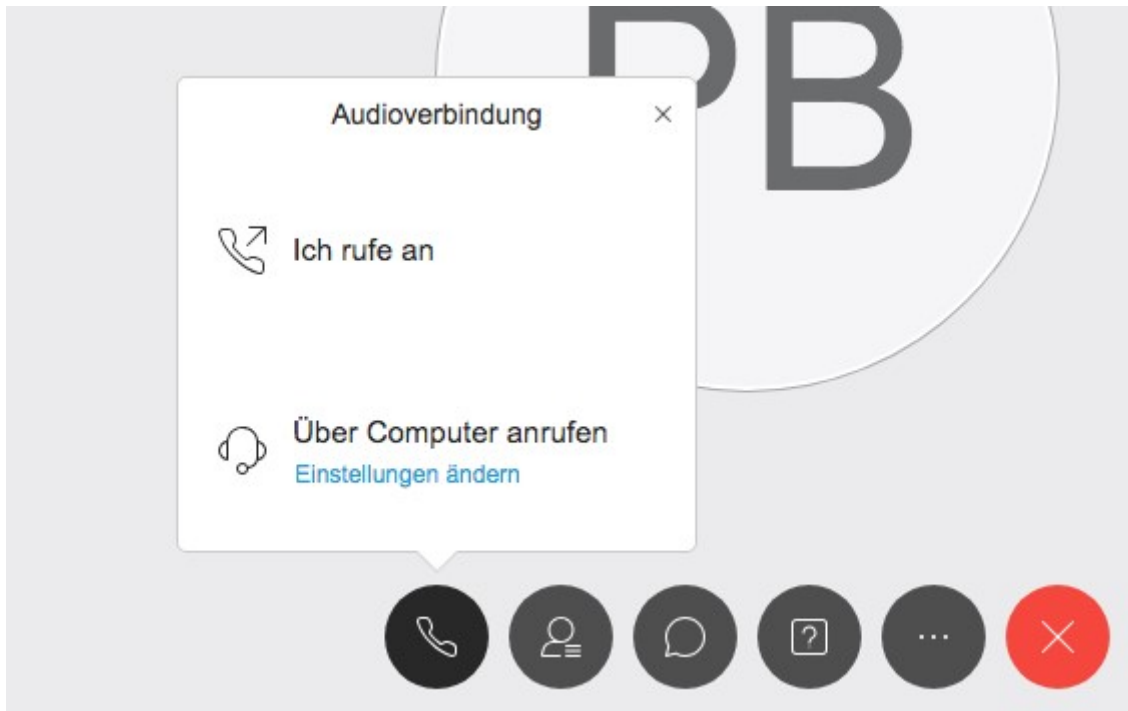 PB
Audioverbindung
Ich rufe an
Über Computer anrufen
Einstellungen ändern
?